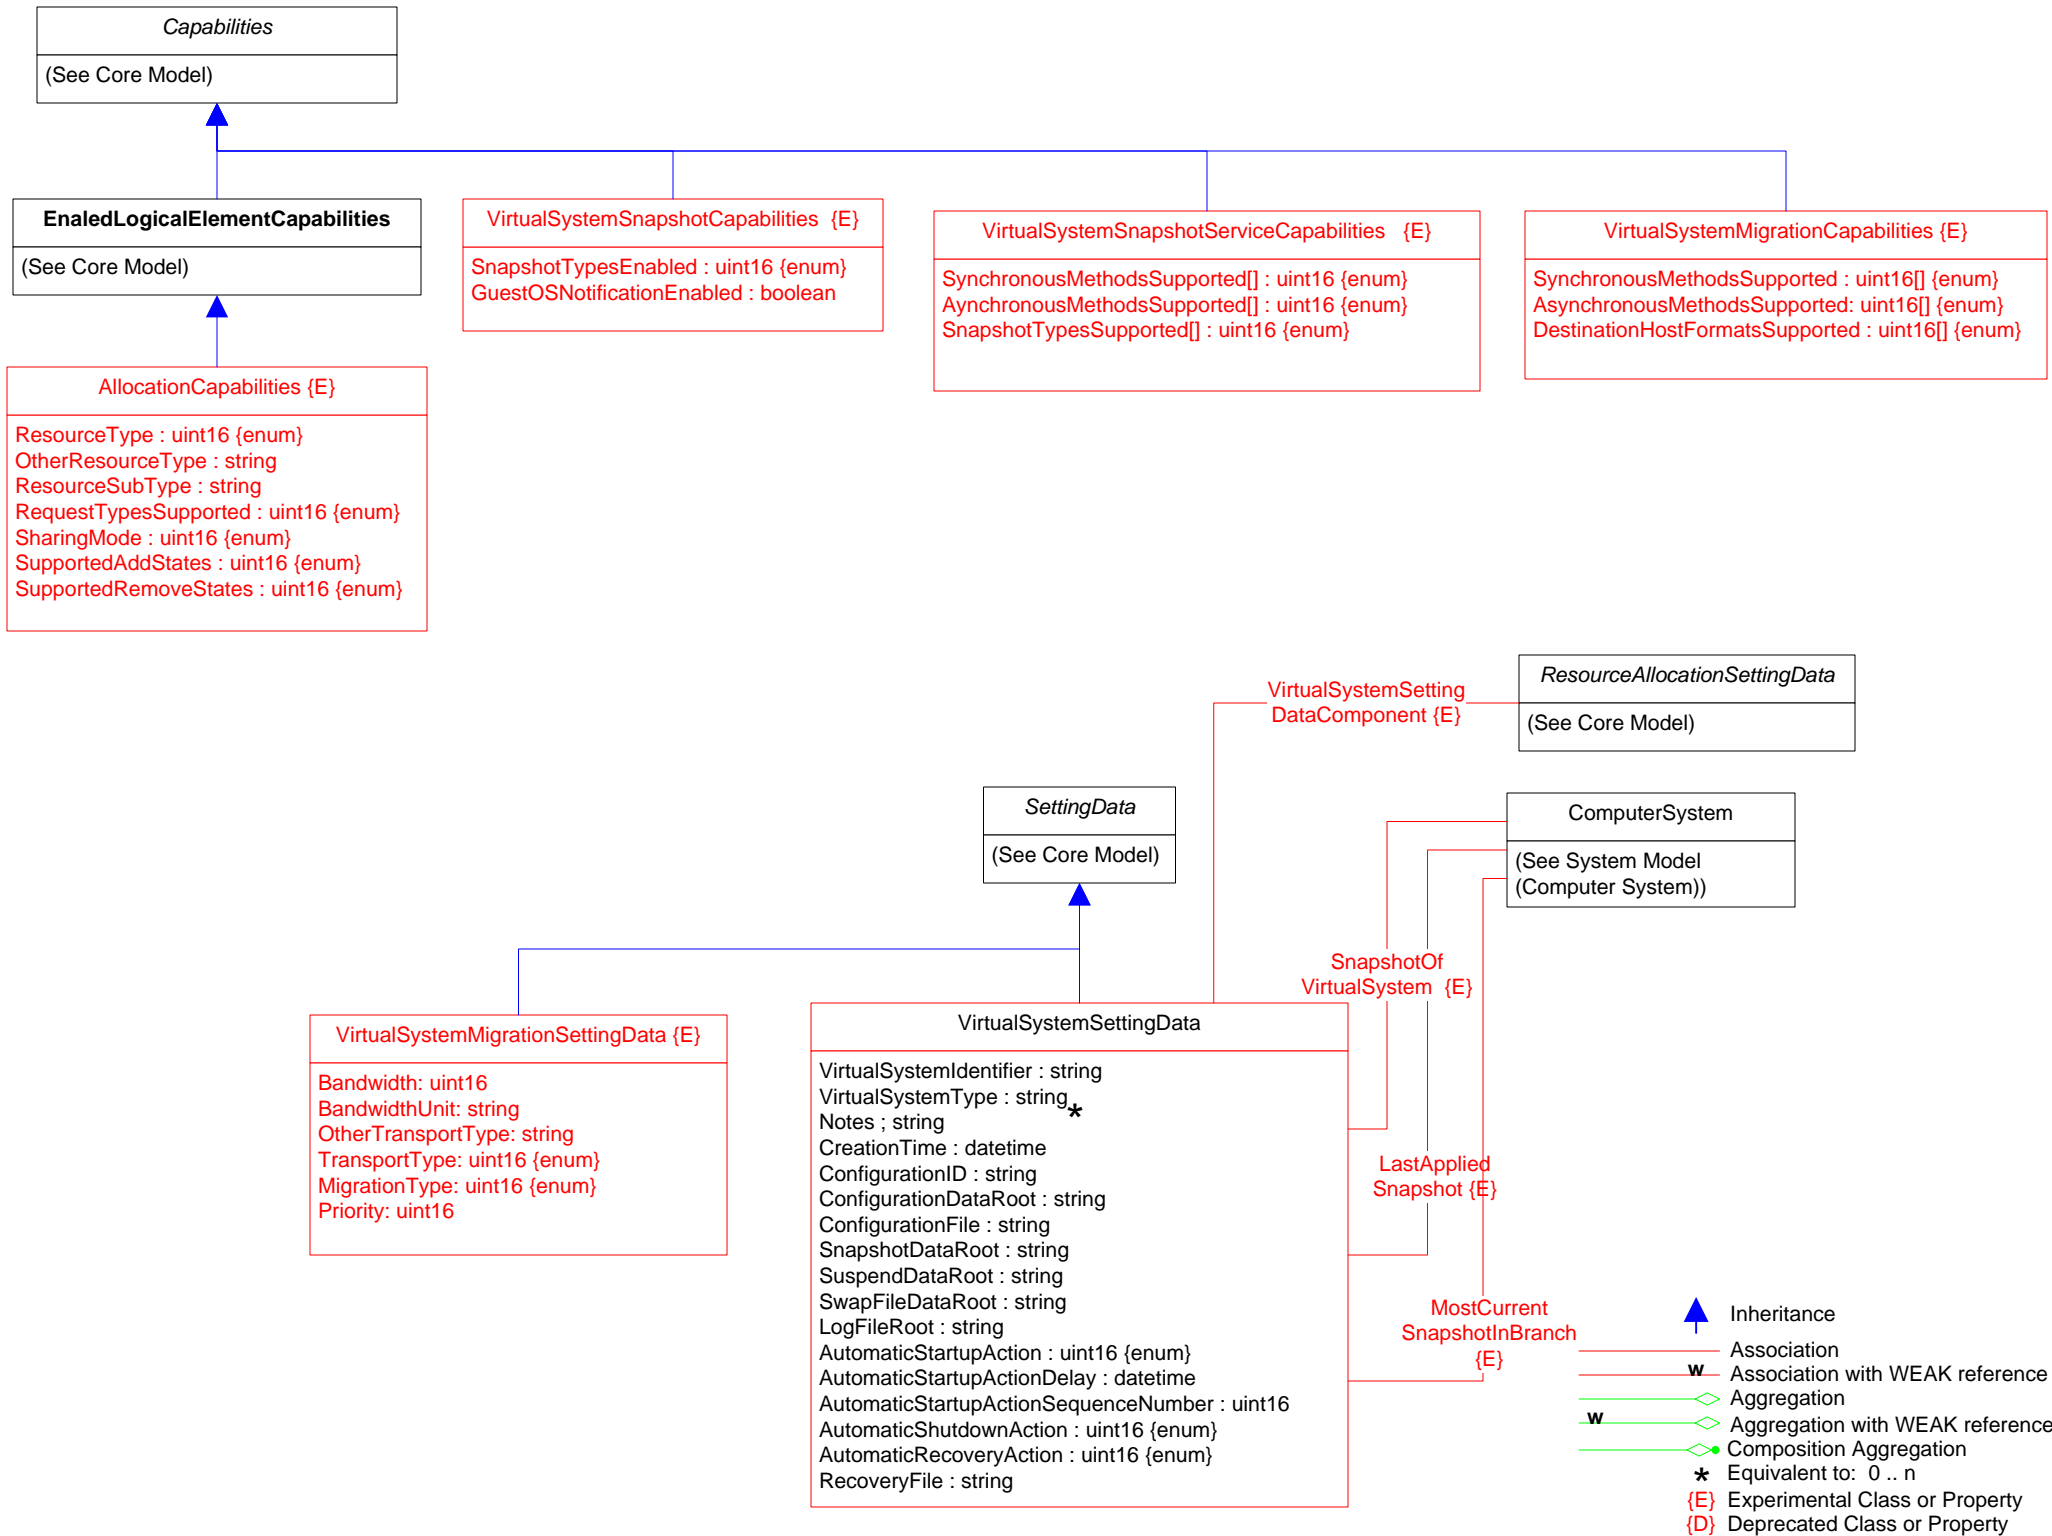 Capabilities
(See Core Model)
EnaledLogicalElementCapabilities
(See Core Model)
VirtualSystemSnapshotCapabilities {E}
SnapshotTypesEnabled : uint16 {enum}
GuestOSNotificationEnabled : boolean
VirtualSystemSnapshotServiceCapabilities {E}
SynchronousMethodsSupported[] : uint16 {enum}
AynchronousMethodsSupported[] : uint16 {enum}
SnapshotTypesSupported[] : uint16 {enum}
VirtualSystemMigrationCapabilities {E}
SynchronousMethodsSupported : uint16[] {enum}
AsynchronousMethodsSupported: uint16[] {enum}
DestinationHostFormatsSupported : uint16[] {enum}
AllocationCapabilities {E}
ResourceType : uint16 {enum}
OtherResourceType : string
ResourceSubType : string
RequestTypesSupported : uint16 {enum}
SharingMode : uint16 {enum}
SupportedAddStates : uint16 {enum}
SupportedRemoveStates : uint16 {enum}
VirtualSystemSetting
DataComponent {E}
ResourceAllocationSettingData
(See Core Model)
SettingData
(See Core Model)
ComputerSystem
(See System Model
(Computer System))
SnapshotOf
VirtualSystem {E}
VirtualSystemMigrationSettingData {E}
Bandwidth: uint16
BandwidthUnit: string
OtherTransportType: string
TransportType: uint16 {enum}
MigrationType: uint16 {enum}
Priority: uint16
VirtualSystemSettingData
VirtualSystemIdentifier : string
VirtualSystemType : string
*
Notes ; string
CreationTime : datetime
ConfigurationID : string
ConfigurationDataRoot : string
ConfigurationFile : string
SnapshotDataRoot : string
SuspendDataRoot : string
SwapFileDataRoot : string
LogFileRoot : string
AutomaticStartupAction : uint16 {enum}
AutomaticStartupActionDelay : datetime
AutomaticStartupActionSequenceNumber : uint16
AutomaticShutdownAction : uint16 {enum}
AutomaticRecoveryAction : uint16 {enum}
RecoveryFile : string
LastApplied
Snapshot {E}
MostCurrent
SnapshotInBranch
{E}
Inheritance
Association
w Association with WEAK reference
Aggregation
w Aggregation with WEAK reference
Composition Aggregation
* Equivalent to: 0 .. n
{E} Experimental Class or Property
{D} Deprecated Class or Property